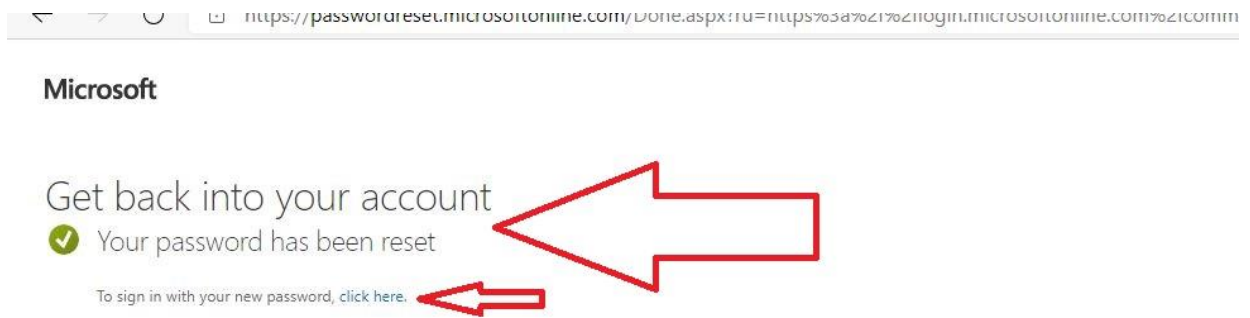 https://passwordreset.microsoftonline.com/Done.aspx?ru=https%3a%2f%2flogin.microsoftonline.com%2fcomm
Microsoft
Get back into your account
Your password has been reset
To sign in with your new password, click here.